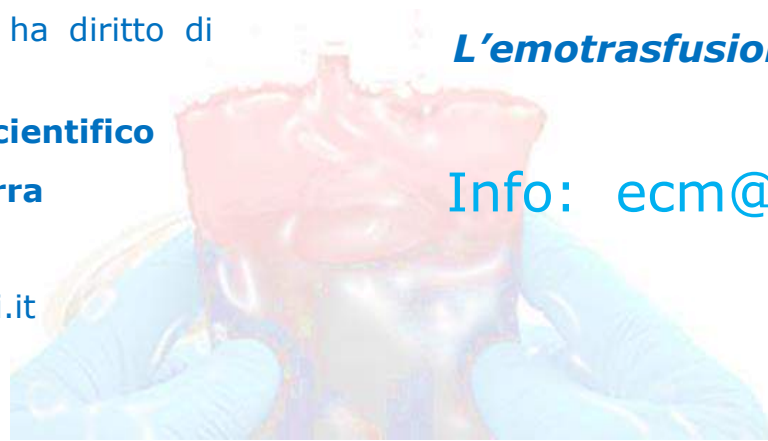 ha diritto di
cientifico
rra
i.it
L’emotrasfusion
Info: ecm@